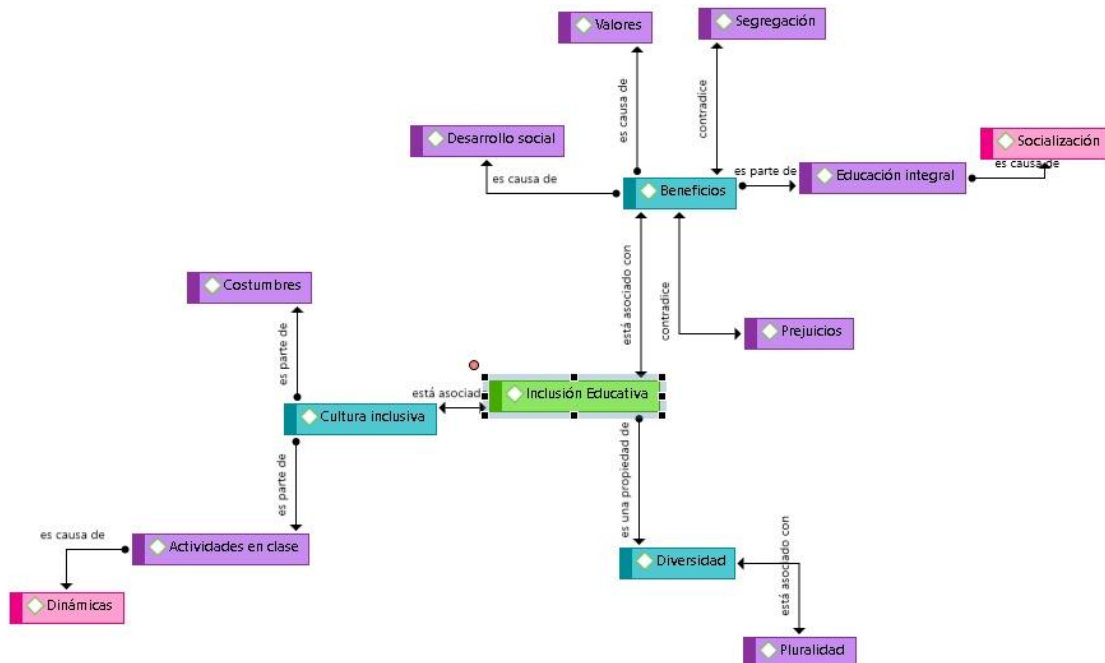 Valores
Segregación
es causa de
contradice
Desarrollo social
Socialización
es causa de
es causa de
Beneficios
es parte de
Educación integral
Costumbres
está asociado con
contradice
Prejuicios
es parte de
está asociado
Inclusión Educativa
Cultura inclusiva
es parte de
es una propiedad de
es causa de
Actividades en clase
Diversidad
está asociado con
Dinámicas
Pluralidad